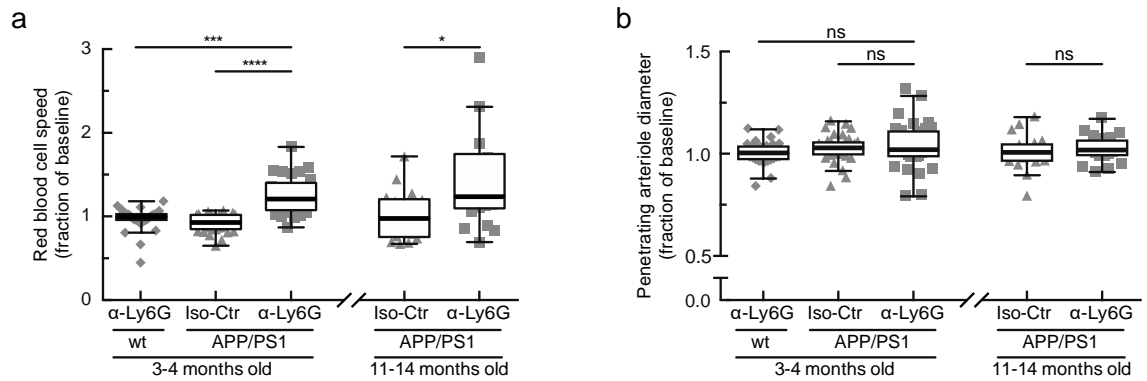 a
b
Red blood cell speed
(fraction of baseline)
3
2
1
0
***
****
*
α-Ly6G Iso-Ctr α-Ly6G Iso-Ctr α-Ly6G
wt APP/PS1 APP/PS1
3-4 months old 11-14 months old
Penetrating arteriole diameter
(fraction of baseline)
1.5
1.0
0.5
0.0
ns
ns
ns
α-Ly6G Iso-Ctr α-Ly6G Iso-Ctr α-Ly6G
wt APP/PS1 APP/PS1
3-4 months old 11-14 months old